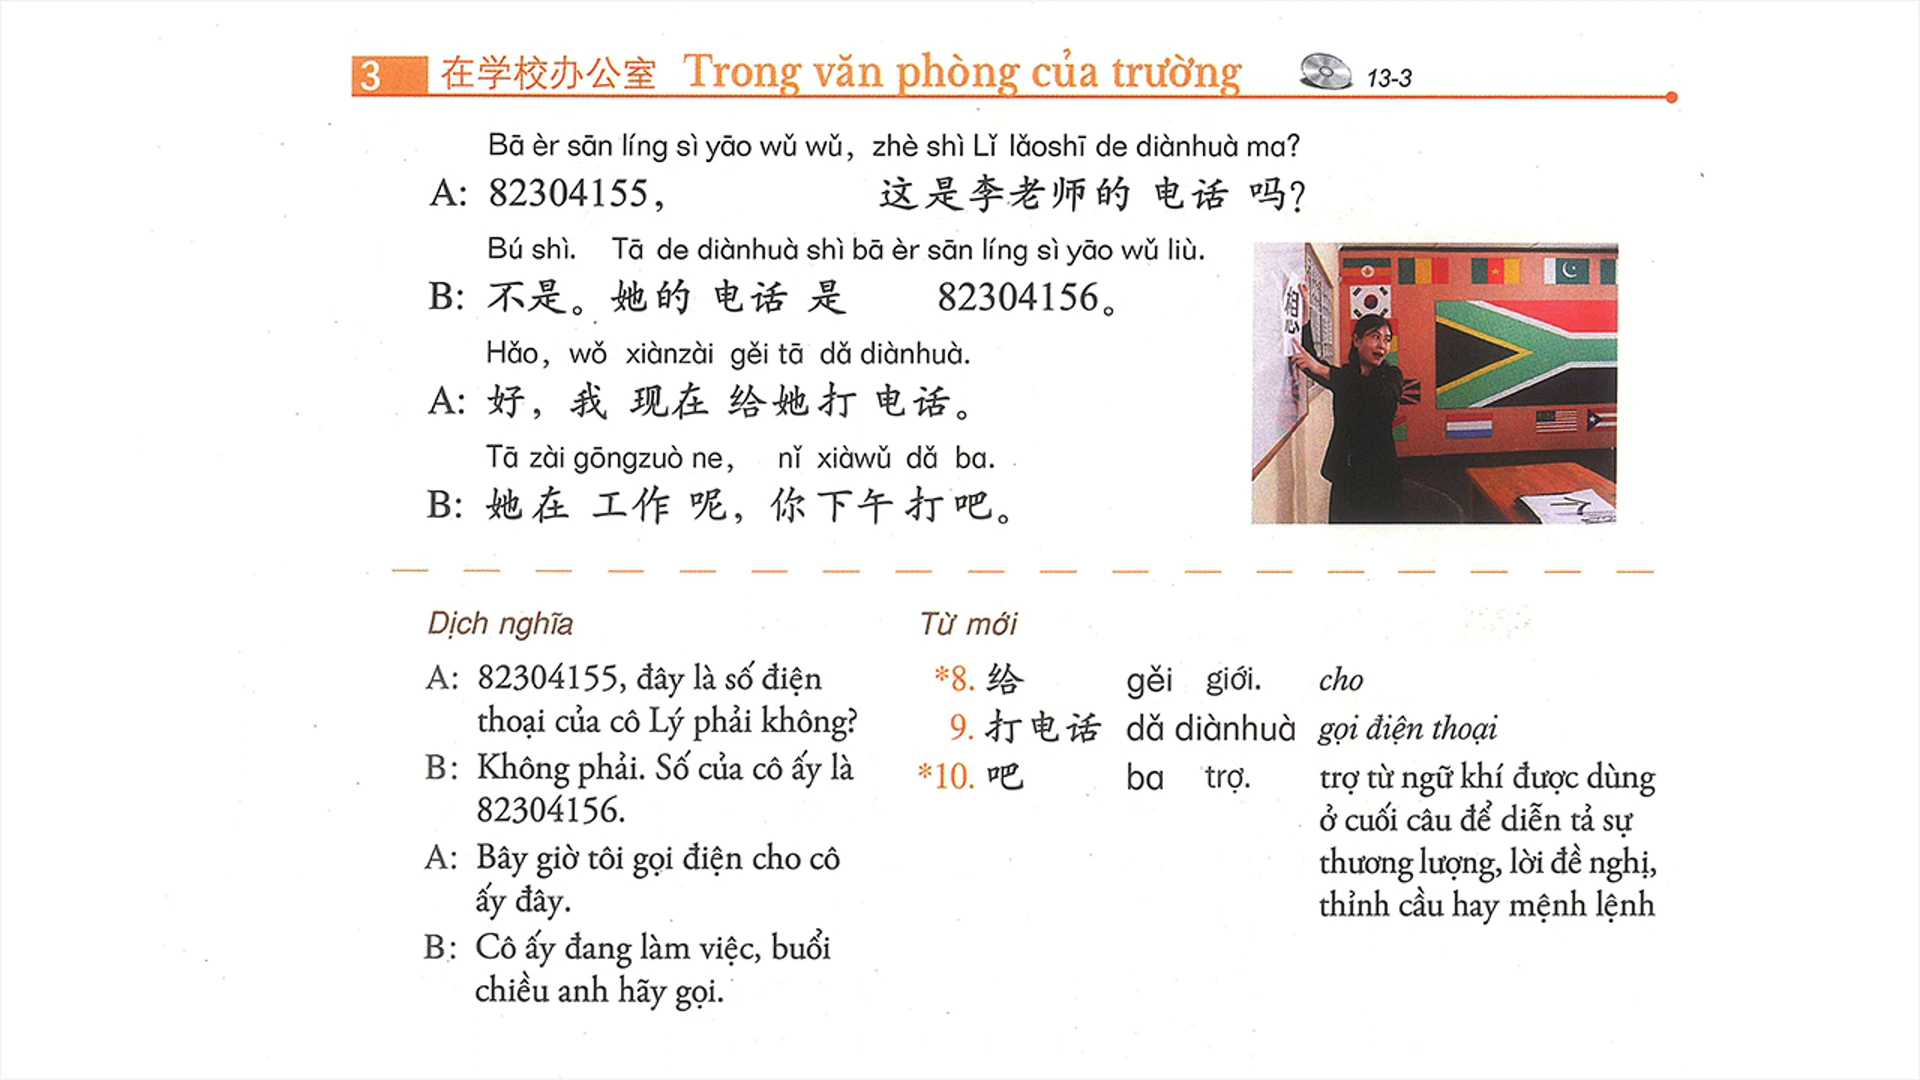 3 在学校办公室 Trong văn phòng của trường 13-3
Bā èr sān líng sì yāo wǔ wǔ, zhè shì Lǐ lǎoshī de diànhuà ma?
A: 82304155, 这是李老师的电话吗?
Bú shì. Tā de diànhuà shì bā èr sān líng sì yāo wǔ liù.
B: 不是。她的电话是 82304156。
Hǎo, wǒ xiànzài gěi tā dǎ diànhuà.
A: 好, 我现在给她打电话。
Tā zài gōngzuò ne, nǐ xiàwǔ dǎ ba.
B: 她在工作呢, 你下午打吧。
Dịch nghĩa
A: 82304155, đây là số điện
thoại của cô Lý phải không?
B: Không phải. Số của cô ấy là
82304156.
A: Bây giờ tôi gọi điện cho cô
ấy đây.
B: Cô ấy đang làm việc, buổi
chiều anh hãy gọi.
Từ mới
*8. 给 gěi giới. cho
9. 打电话 dǎ diànhuà gọi điện thoại
*10. 吧 ba trợ. trợ từ ngữ khí được dùng
ở cuối câu để diễn tả sự
thương lượng, lời đề nghị,
thỉnh cầu hay mệnh lệnh